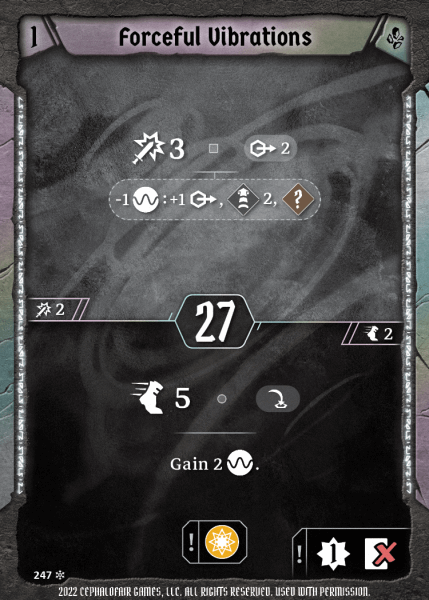 1 Forceful Vibrations
3 2
-1 : +1 , 2, ?
2
27
2
5
Gain 2 .
! ! 1
247
2022 CEPHALOFAIR GAMES, LLC. ALL RIGHTS RESERVED. USED WITH PERMISSION.